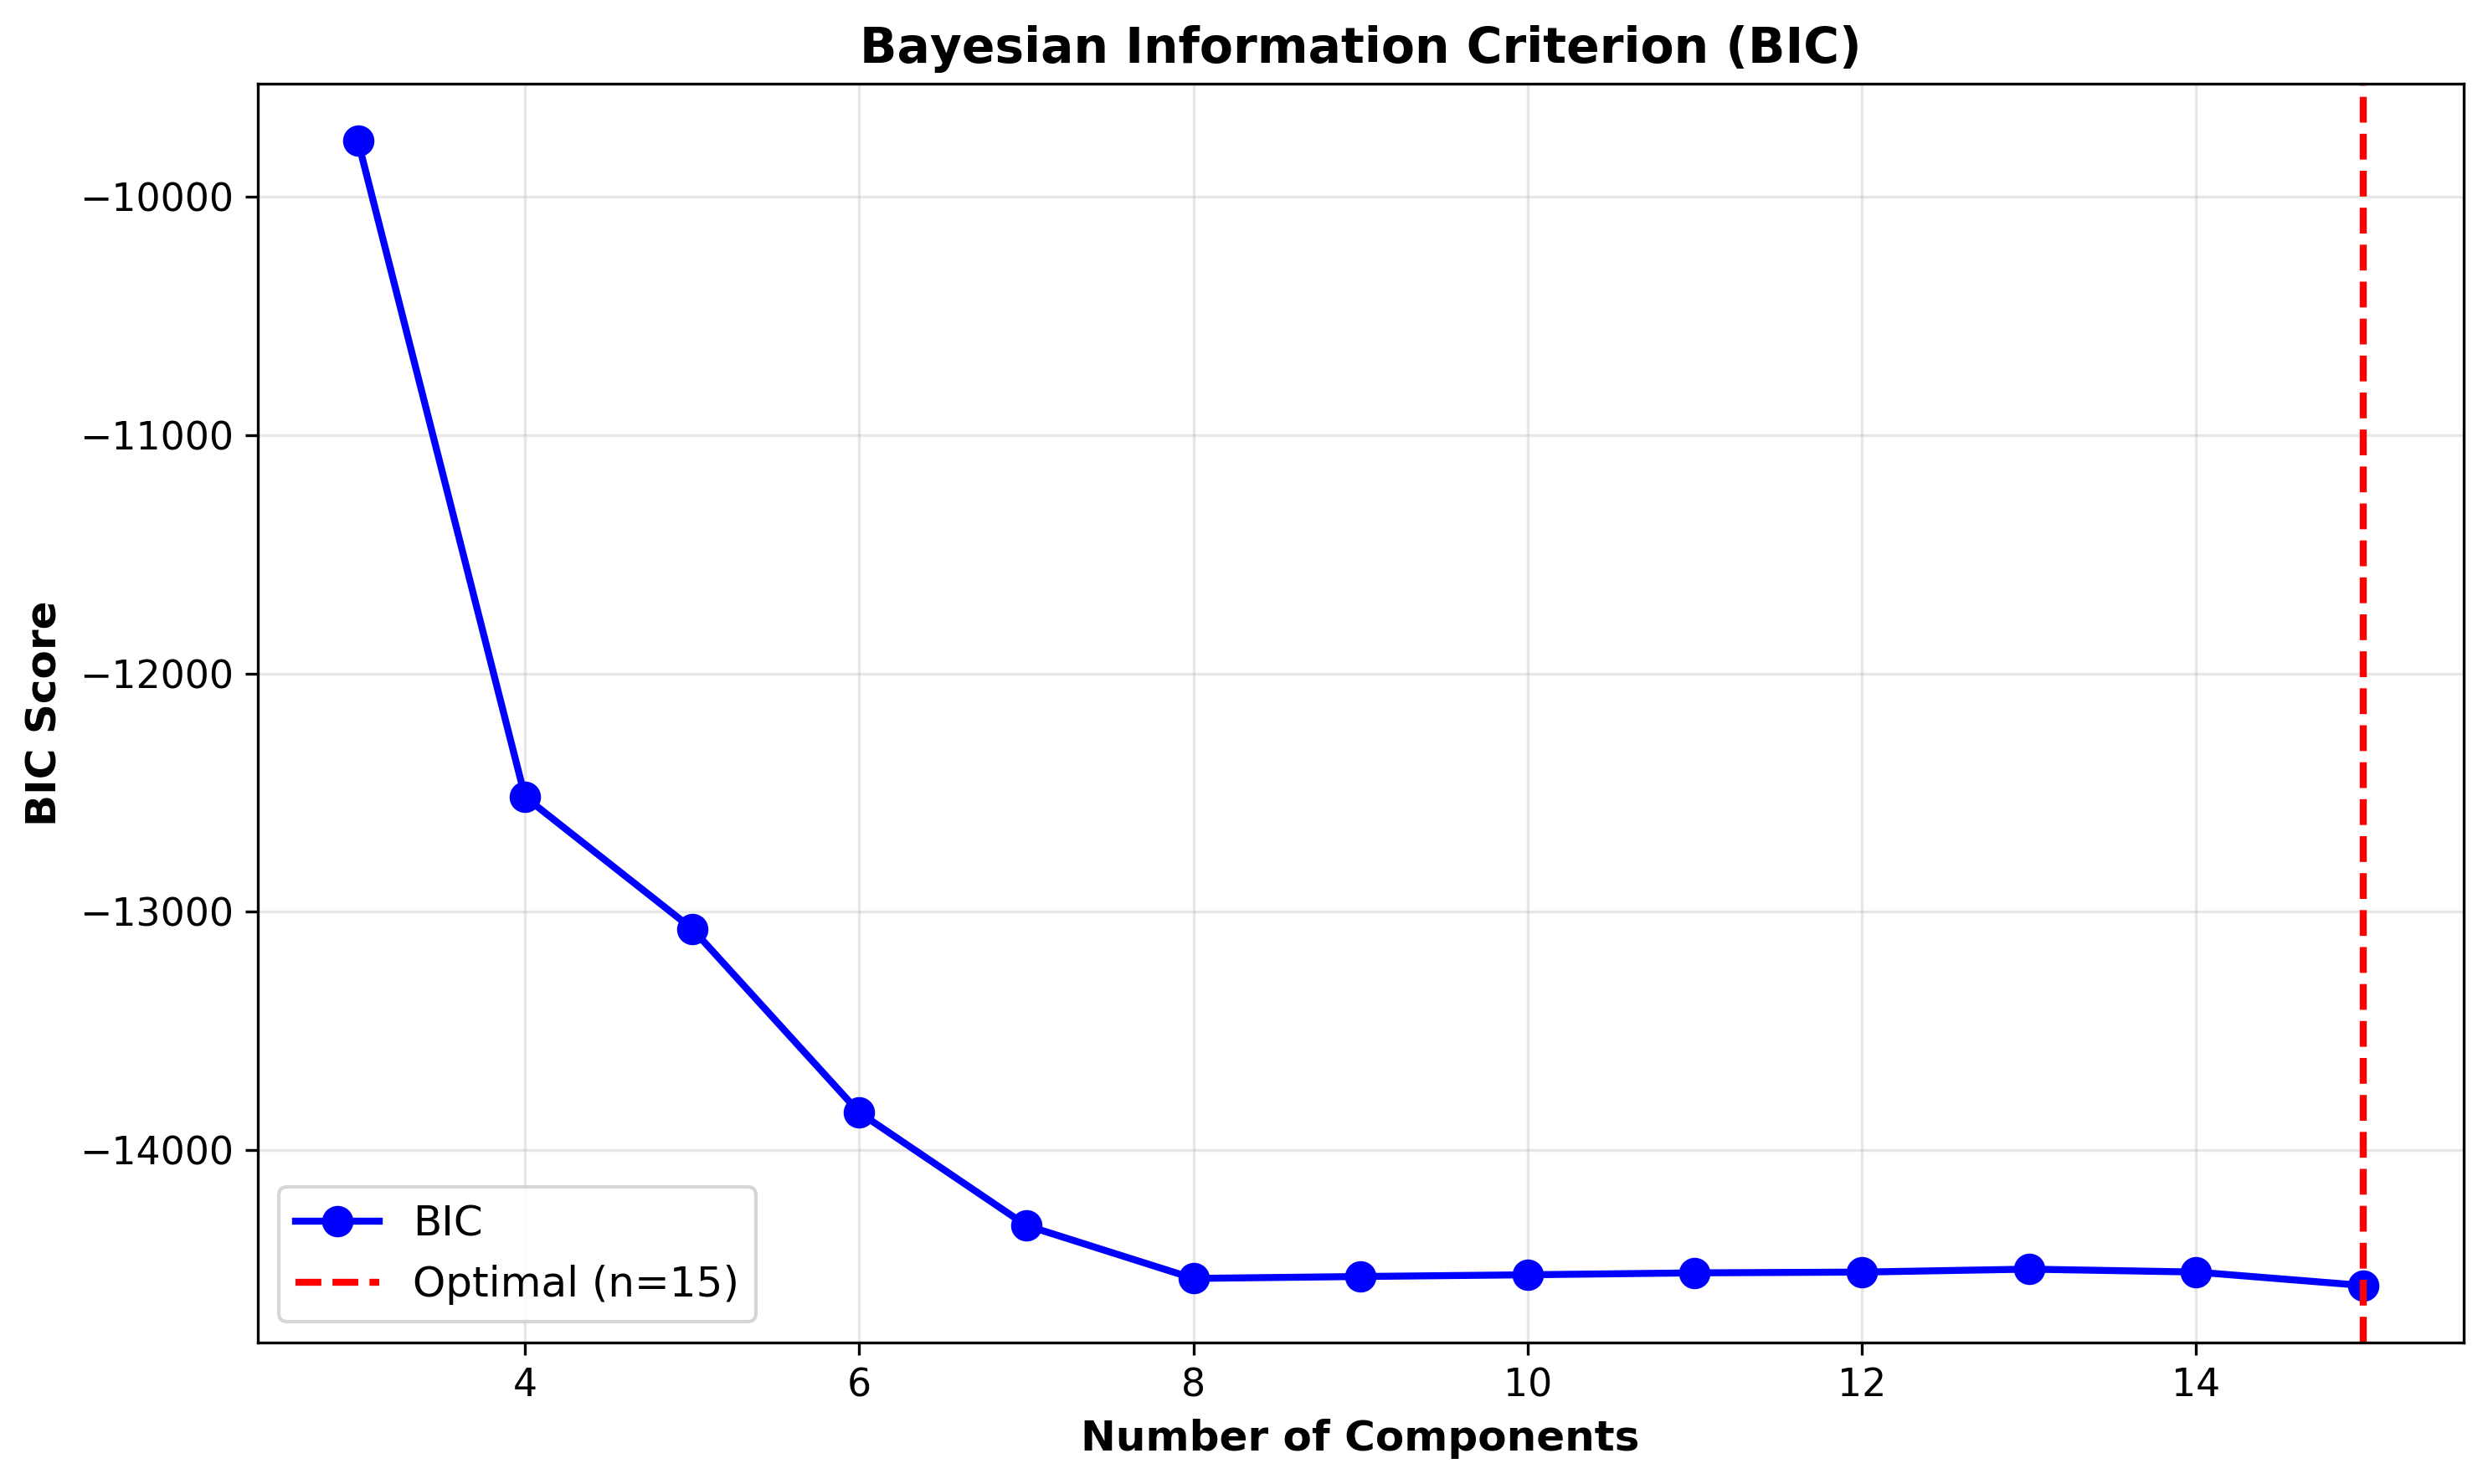 Bayesian Information Criterion (BIC)
−10000
−11000
−12000
−13000
−14000
BIC Score
BIC
Optimal (n=15)
4 6 8 10 12 14
Number of Components